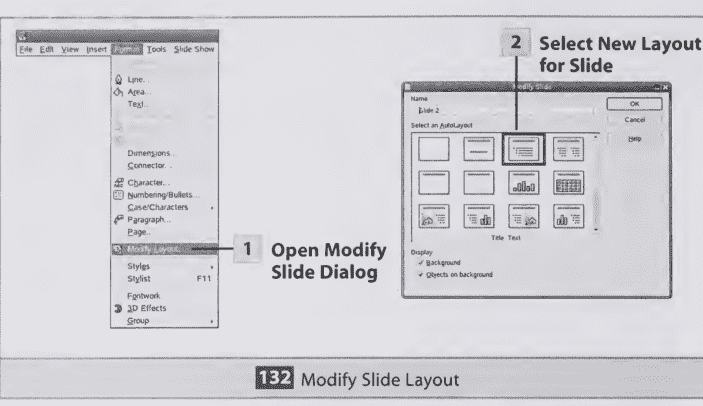 File Edit View Insert Format Tools Slide Show
Line...
Area...
Text...
Dimensions...
Connector...
Character...
Numbering/Bullets...
Case/Characters
Paragraph...
Page...
Modify Layout...
Styles
Stylist F11
Fontwork
3D Effects
Group
1 Open Modify
Slide Dialog
2 Select New Layout
for Slide
Modify Slide
Name
Slide 2
Select an AutoLayout
Title Text
Display
Background
Objects on background
OK
Cancel
Help
132 Modify Slide Layout